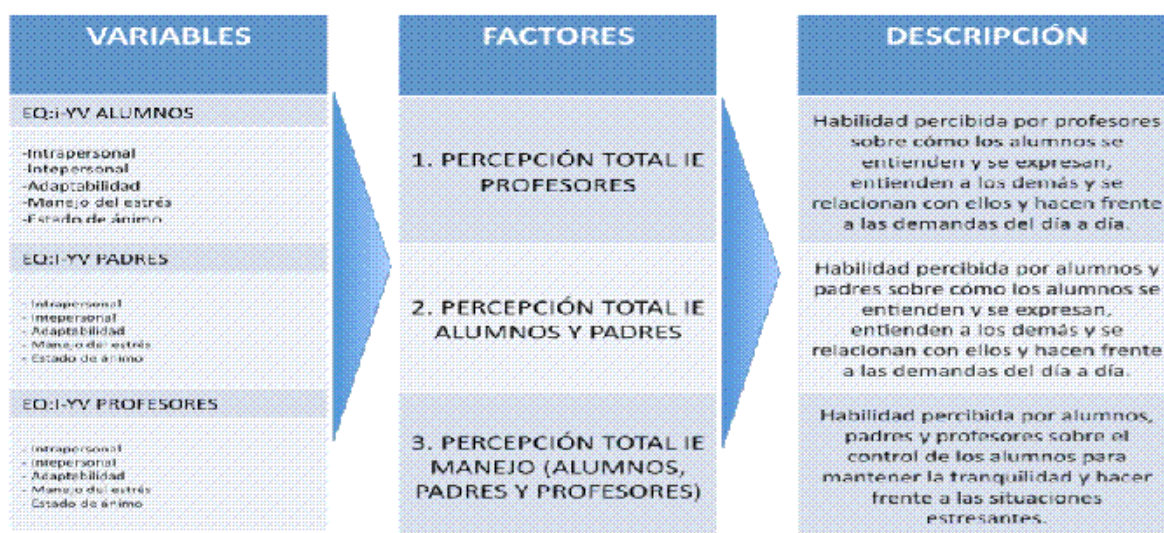 VARIABLES
EQ:i-YV ALUMNOS
-Intrapersonal
-Intepersonal
-Adaptabilidad
-Manejo del estrés
-Estado de ánimo
EQ:I-YV PADRES
- Intrapersonal
- Intepersonal
- Adaptabilidad
- Manejo del estrés
- Estado de ánimo
EQ:I-YV PROFESORES
- Intrapersonal
- Intepersonal
- Adaptabilidad
- Manejo del estrés
- Estado de ánimo
FACTORES
1. PERCEPCIÓN TOTAL IE
PROFESORES
2. PERCEPCIÓN TOTAL IE
ALUMNOS Y PADRES
3. PERCEPCIÓN TOTAL IE
MANEJO (ALUMNOS,
PADRES Y PROFESORES)
DESCRIPCIÓN
Habilidad percibida por profesores
sobre cómo los alumnos se
entienden y se expresan,
entienden a los demás y se
relacionan con ellos y hacen frente
a las demandas del día a día.
Habilidad percibida por alumnos y
padres sobre cómo los alumnos se
entienden y se expresan,
entienden a los demás y se
relacionan con ellos y hacen frente
a las demandas del día a día.
Habilidad percibida por alumnos,
padres y profesores sobre el
control de los alumnos para
mantener la tranquilidad y hacer
frente a las situaciones
estresantes.